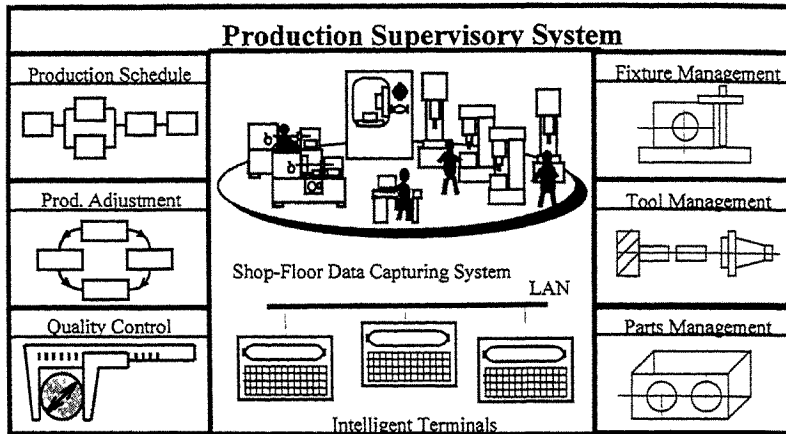 Production Supervisory System
Production Schedule
Prod. Adjustment
Quality Control
Shop-Floor Data Capturing System
LAN
Intelligent Terminals
Fixture Management
Tool Management
Parts Management